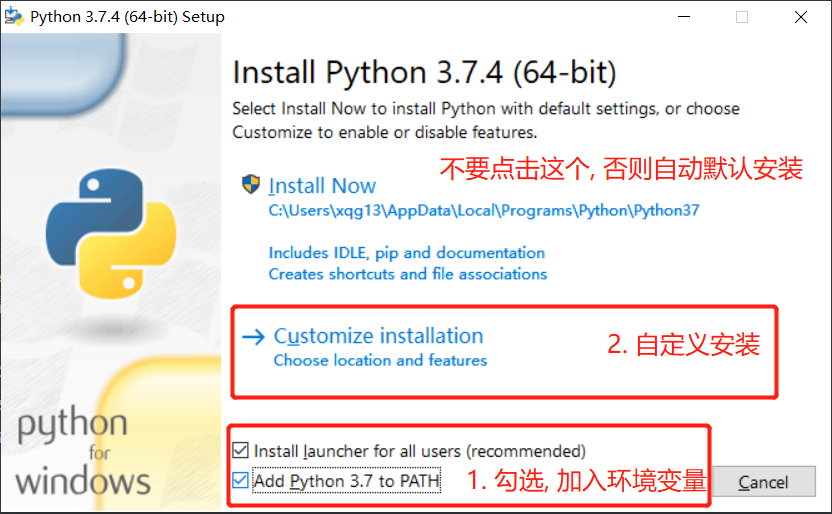 Python 3.7.4 (64-bit) Setup
Install Python 3.7.4 (64-bit)
Select Install Now to install Python with default settings, or choose
Customize to enable or disable features.
不要点击这个, 否则自动默认安装
Install Now
C:\Users\xqg13\AppData\Local\Programs\Python\Python37
Includes IDLE, pip and documentation
Creates shortcuts and file associations
Customize installation
2. 自定义安装
Choose location and features
python
for
windows
Install launcher for all users (recommended)
Add Python 3.7 to PATH
1. 勾选, 加入环境变量
Cancel